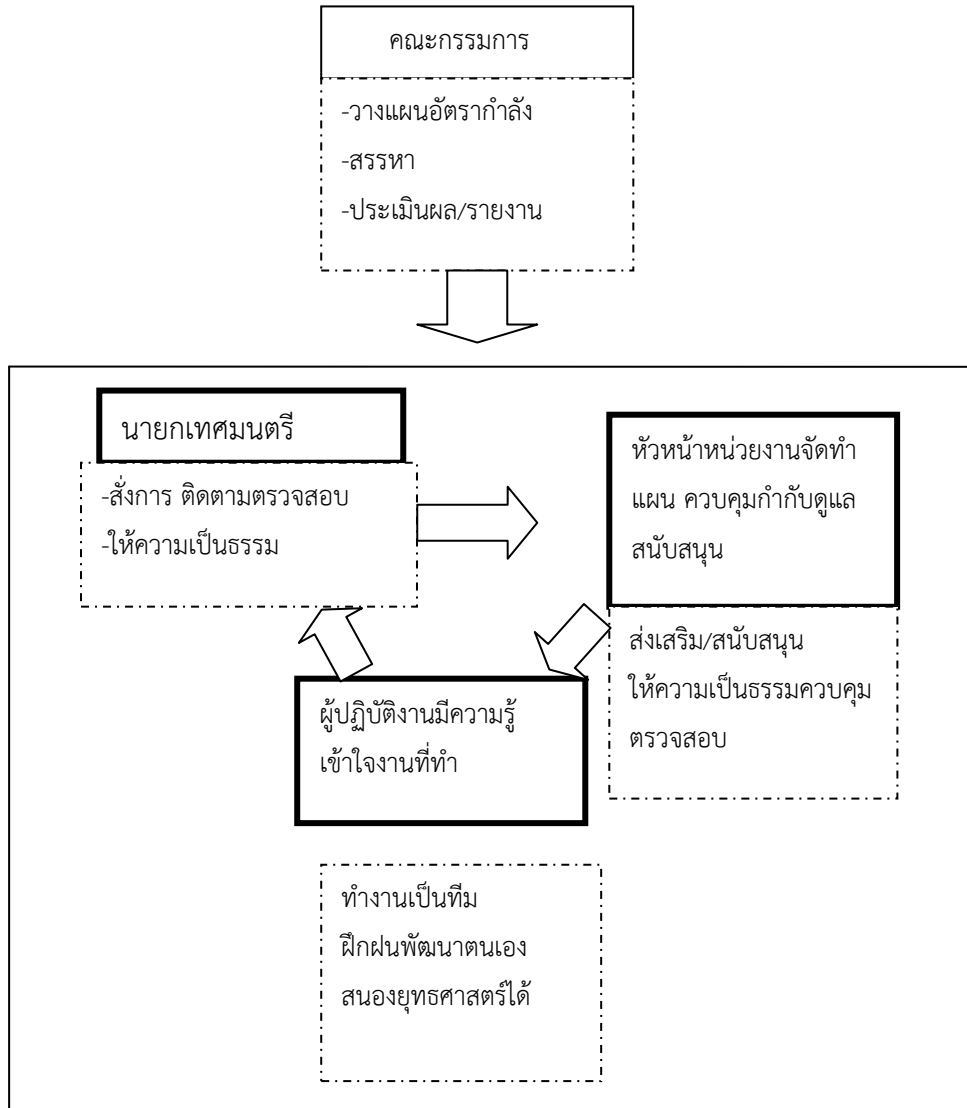 คณะกรรมการ
-วางแผนอัตรากำลัง
-สรรหา
-ประเมินผล/รายงาน
นายกเทศมนตรี
-สั่งการ ติดตามตรวจสอบ
-ให้ความเป็นธรรม
หัวหน้าหน่วยงานจัดทำ
แผน ควบคุมกำกับดูแล
สนับสนุน
ส่งเสริม/สนับสนุน
ให้ความเป็นธรรมควบคุม
ตรวจสอบ
ผู้ปฏิบัติงานมีความรู้
เข้าใจงานที่ทำ
ทำงานเป็นทีม
ฝึกฝนพัฒนาตนเอง
สนองยุทธศาสตร์ได้